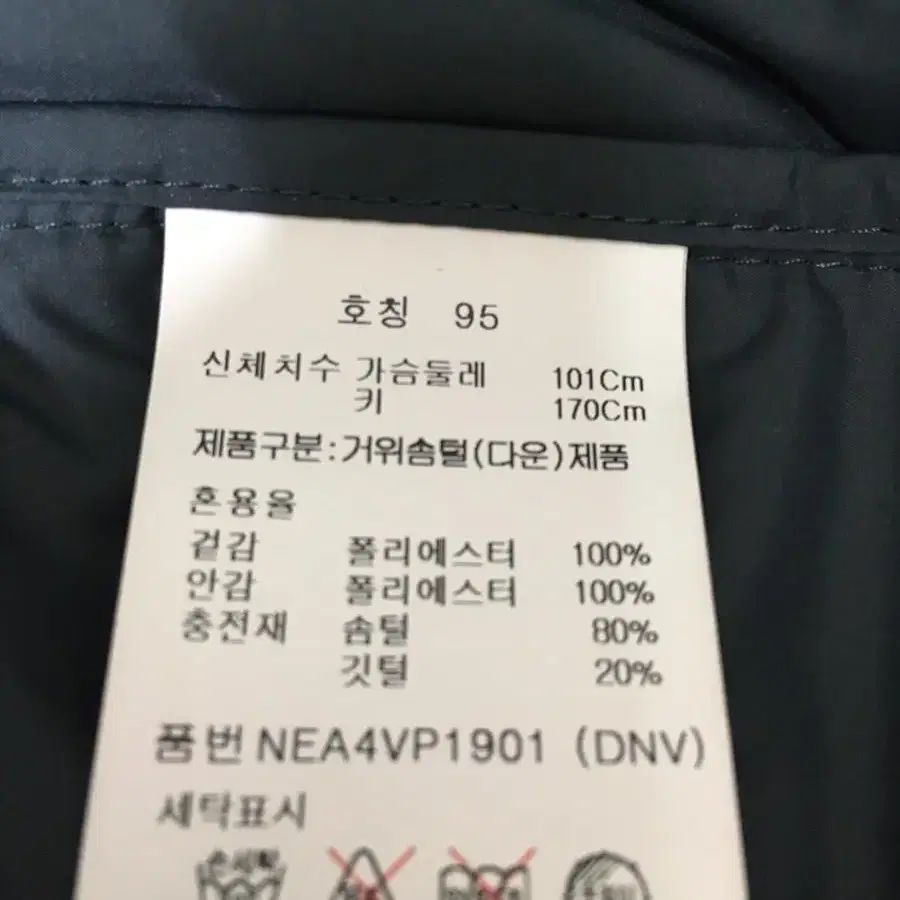 호칭 95
신체치수 가슴둘레 101Cm
키 170Cm
제품구분:거위솜털(다운)제품
혼용율
겉감 폴리에스터 100%
안감 폴리에스터 100%
충전재 솜털 80%
깃털 20%
품번 NEA4VP1901 (DNV)
세탁표시
손세탁